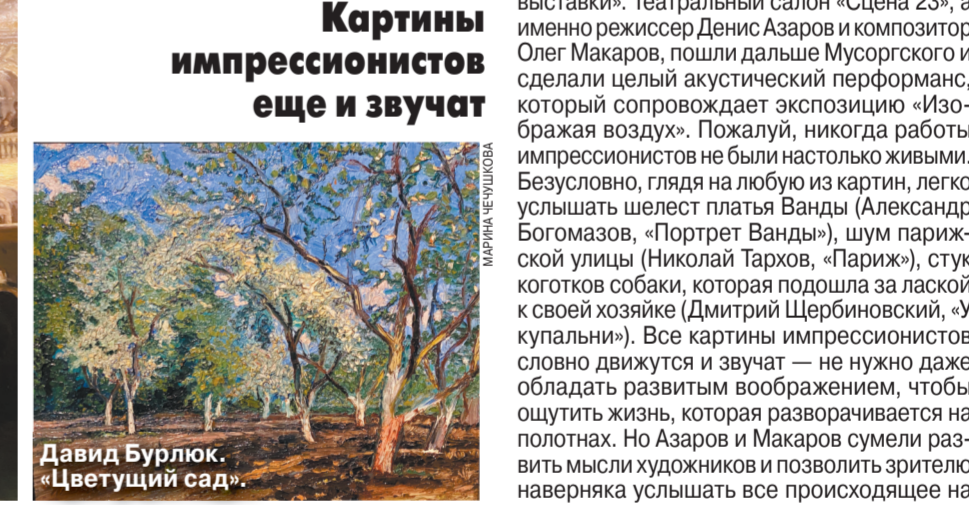 Картины
импрессионистов
еще и звучат
МАРИНА ЧЕЧУШКОВА
Давид Бурлюк.
«Цветущий сад».
выставки». Театральный салон «Сцена 23», а
именно режиссер Денис Азаров и композитор
Олег Макаров, пошли дальше Мусоргского и
сделали целый акустический перформанс,
который сопровождает экспозицию «Изо-
бражая воздух». Пожалуй, никогда работы
импрессионистов не были настолько живыми.
Безусловно, глядя на любую из картин, легко
услышать шелест платья Ванды (Александр
Богомазов, «Портрет Ванды»), шум париж-
ской улицы (Николай Тархов, «Париж»), стук
коготков собаки, которая подошла за лаской
к своей хозяйке (Дмитрий Щербиновский, «У
купальни»). Все картины импрессионистов
словно движутся и звучат — не нужно даже
обладать развитым воображением, чтобы
ощутить жизнь, которая разворачивается на
полотнах. Но Азаров и Макаров сумели раз-
вить мысли художников и позволить зрителю
наверняка услышать все происходящее на